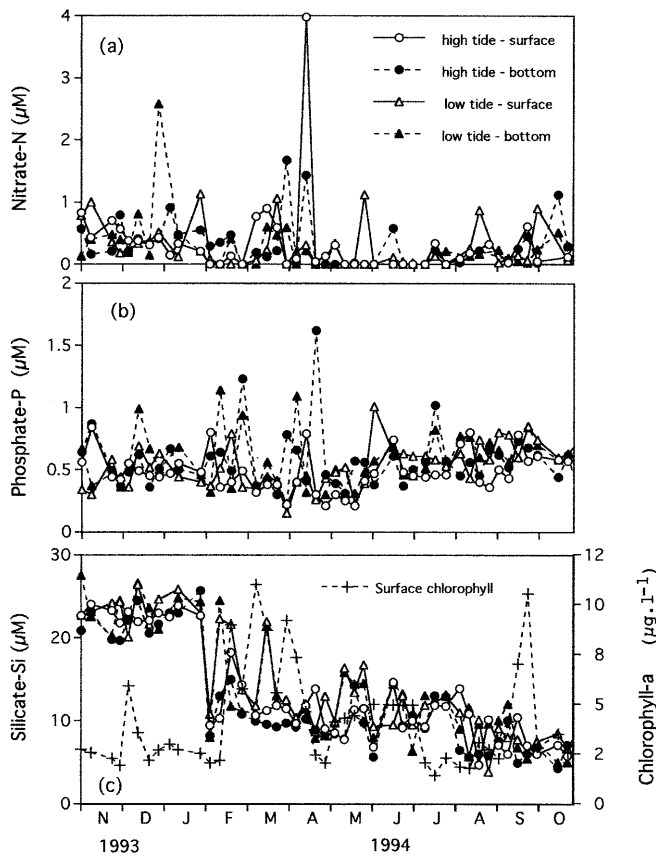 (a)
Nitrate-N (µM)
4
3
2
1
0
high tide - surface
high tide - bottom
low tide - surface
low tide - bottom
(b)
Phosphate-P (µM)
2
1.5
1
0.5
0
(c)
Silicate-Si (µM)
30
20
10
0
Surface chlorophyll
12
10
8
5
2
0
Chlorophyll-a (µg.l⁻¹)
N D J F M A M J J A S O
1993 1994